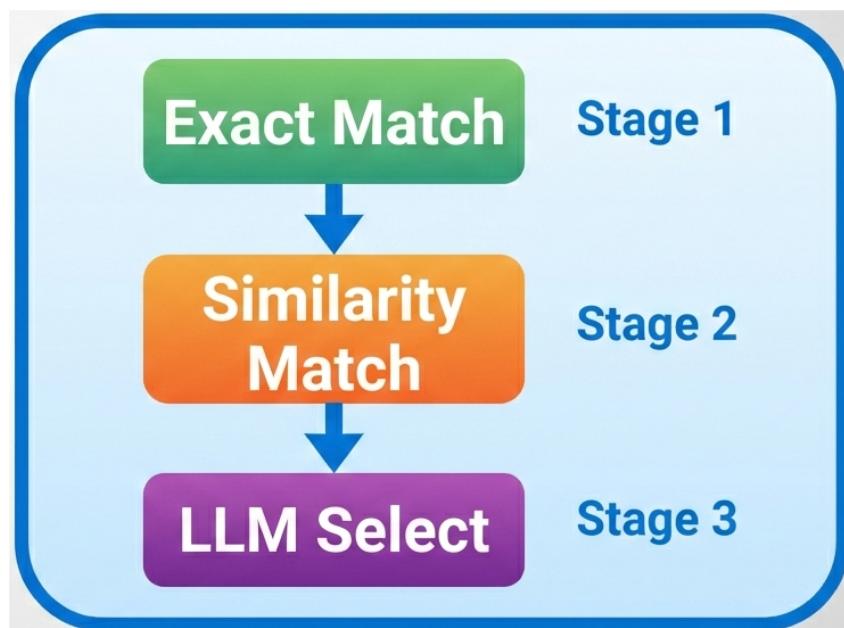 Exact Match
Stage 1
Similarity
Match
Stage 2
LLM Select
Stage 3